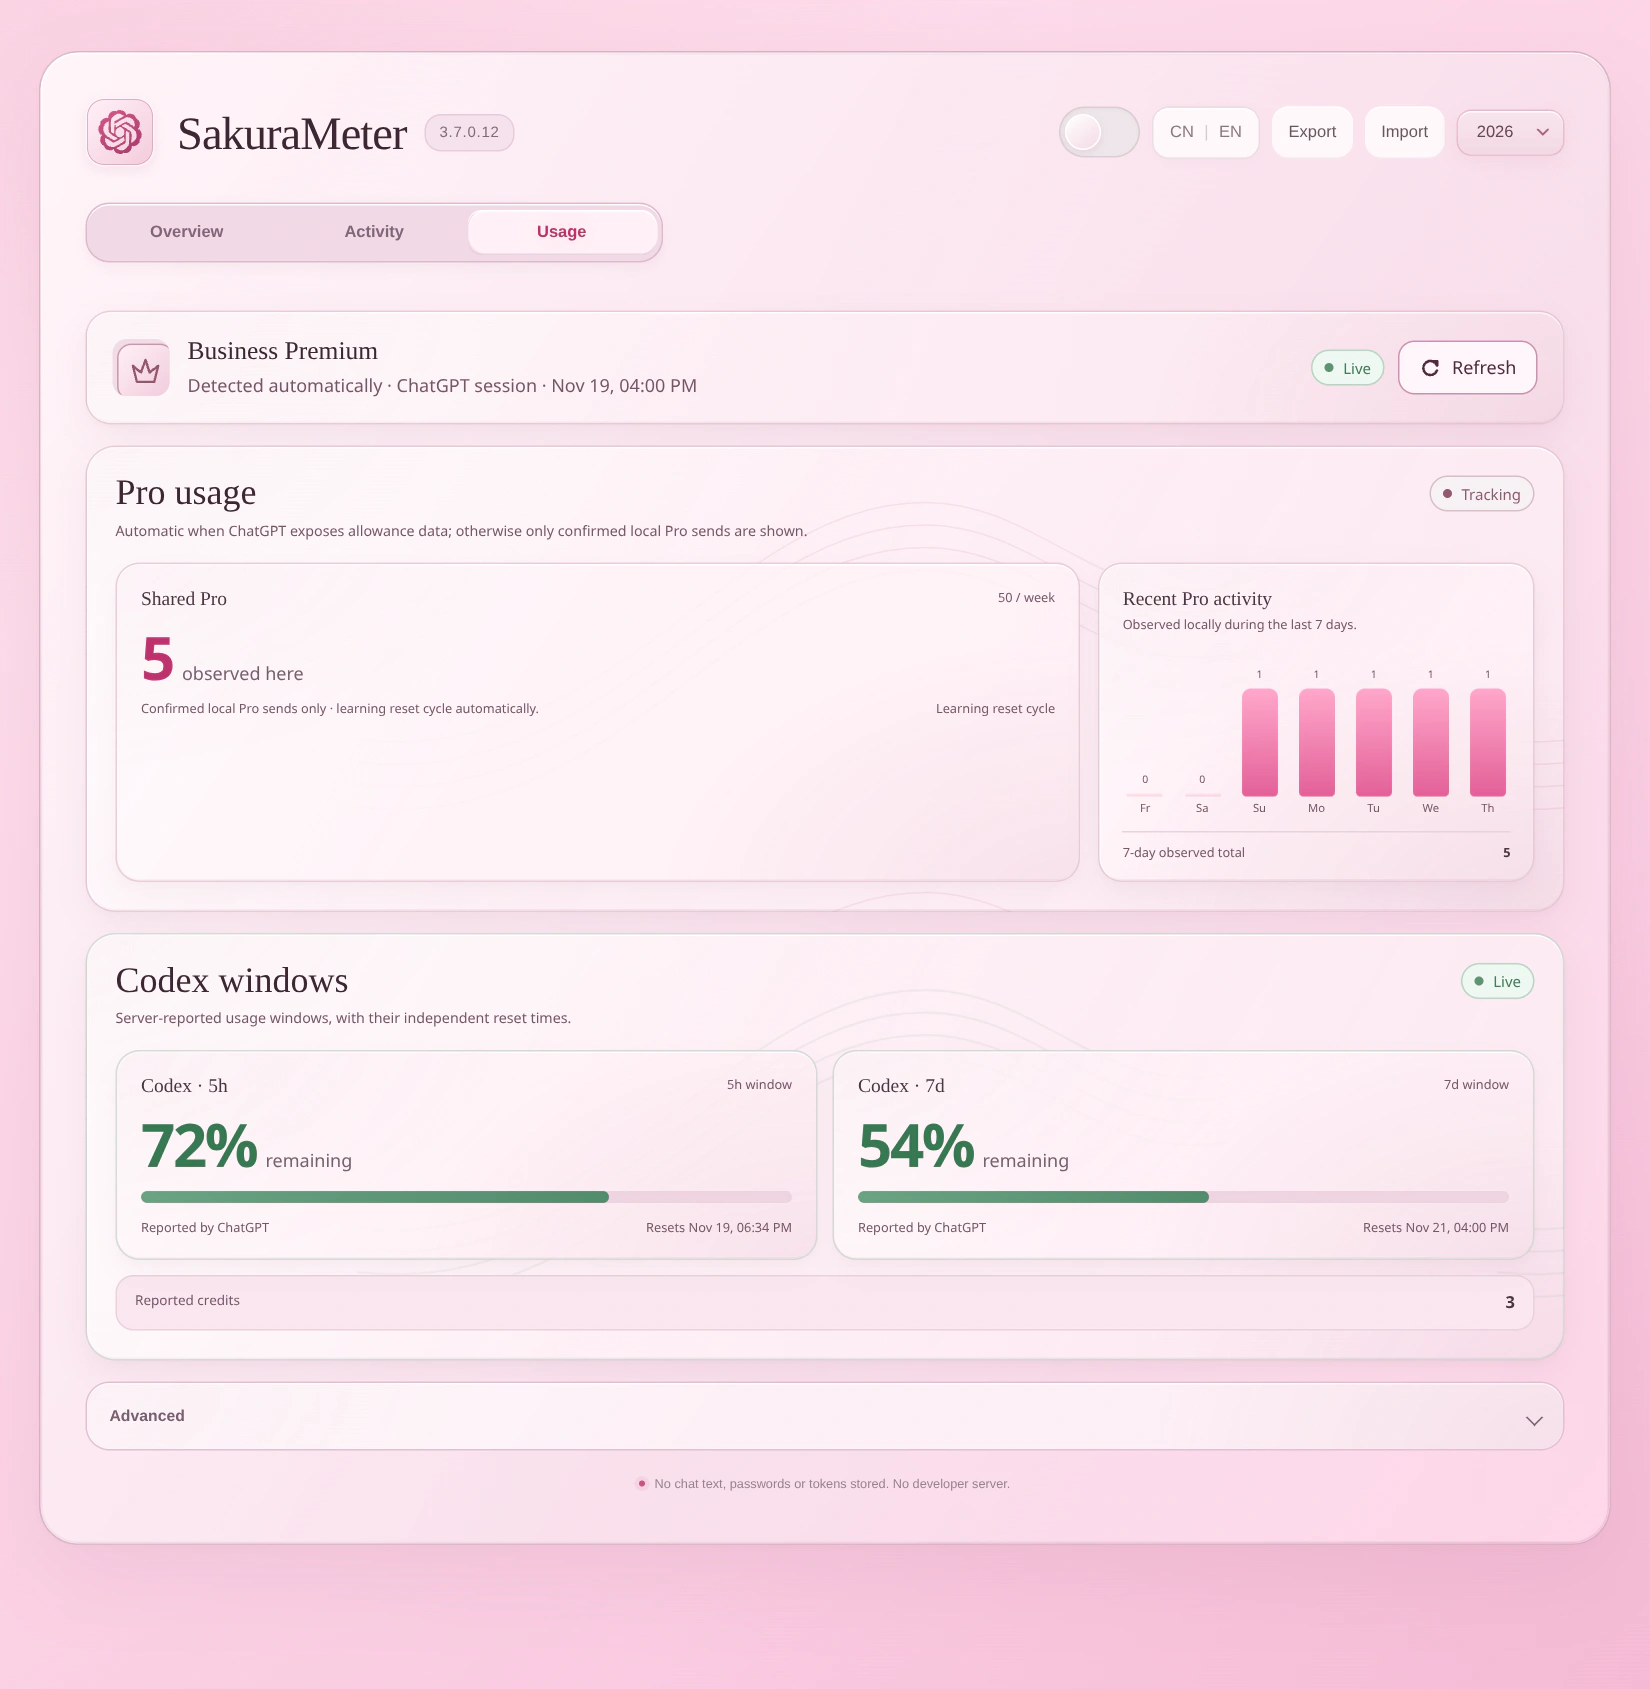 SakuraMeter
3.7.0.12
CN | EN
Export
Import
2026
Overview
Activity
Usage
Business Premium
Detected automatically · ChatGPT session · Nov 19, 04:00 PM
Live
Refresh
Pro usage
Tracking
Automatic when ChatGPT exposes allowance data; otherwise only confirmed local Pro sends are shown.
Shared Pro
50 / week
5 observed here
Confirmed local Pro sends only · learning reset cycle automatically.
Learning reset cycle
Recent Pro activity
Observed locally during the last 7 days.
0 0 1 1 1 1 1
Fr Sa Su Mo Tu We Th
7-day observed total
5
Codex windows
Live
Server-reported usage windows, with their independent reset times.
Codex · 5h
5h window
72% remaining
Reported by ChatGPT
Resets Nov 19, 06:34 PM
Codex · 7d
7d window
54% remaining
Reported by ChatGPT
Resets Nov 21, 04:00 PM
Reported credits
3
Advanced
No chat text, passwords or tokens stored. No developer server.